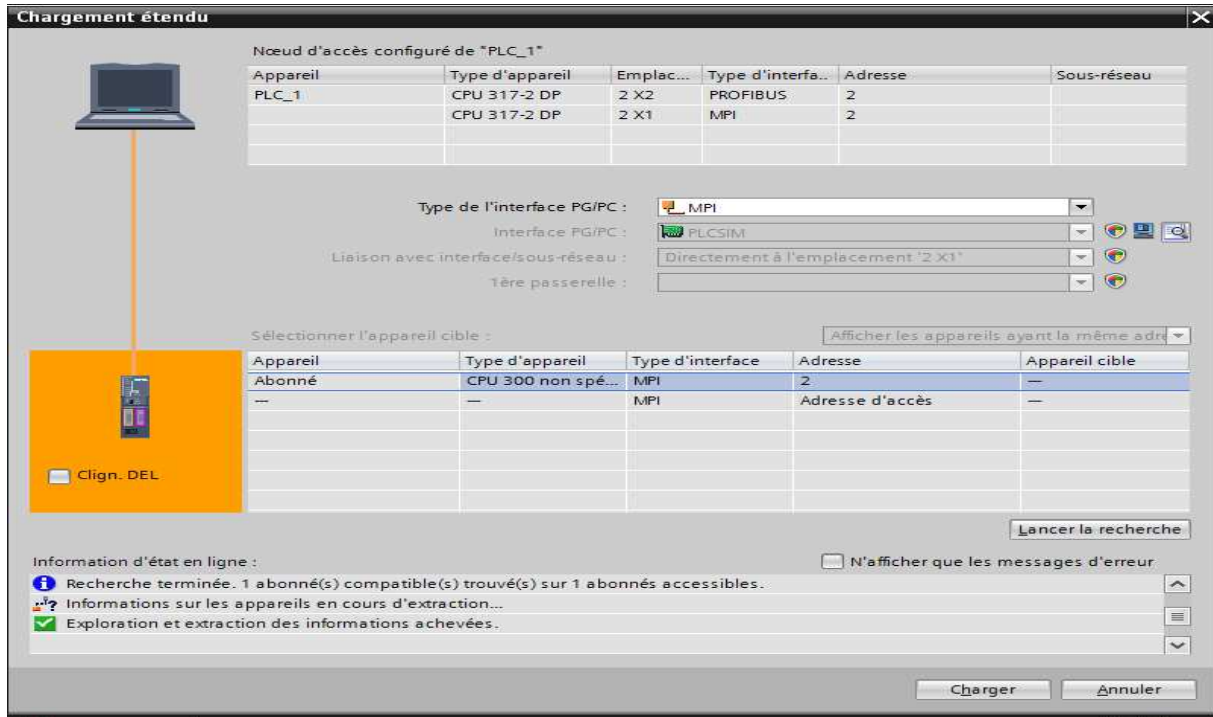 Chargement étendu
Nœud d'accès configuré de "PLC_1"
Appareil Type d'appareil Emplac... Type d'interfa.. Adresse Sous-réseau
PLC_1 CPU 317-2 DP 2 X2 PROFIBUS 2
CPU 317-2 DP 2 X1 MPI 2
Type de l'interface PG/PC : MPI
Interface PG/PC : PLCSIM
Liaison avec interface/sous-réseau : Directement à l'emplacement '2 X1'
1ère passerelle :
Sélectionner l'appareil cible : Afficher les appareils ayant la même adre
Appareil Type d'appareil Type d'interface Adresse Appareil cible
Abonné CPU 300 non spé... MPI 2 —
— — MPI Adresse d'accès —
Clign. DEL
Lancer la recherche
Information d'état en ligne : N'afficher que les messages d'erreur
Recherche terminée. 1 abonné(s) compatible(s) trouvé(s) sur 1 abonnés accessibles.
Informations sur les appareils en cours d'extraction...
Exploration et extraction des informations achevées.
Charger Annuler